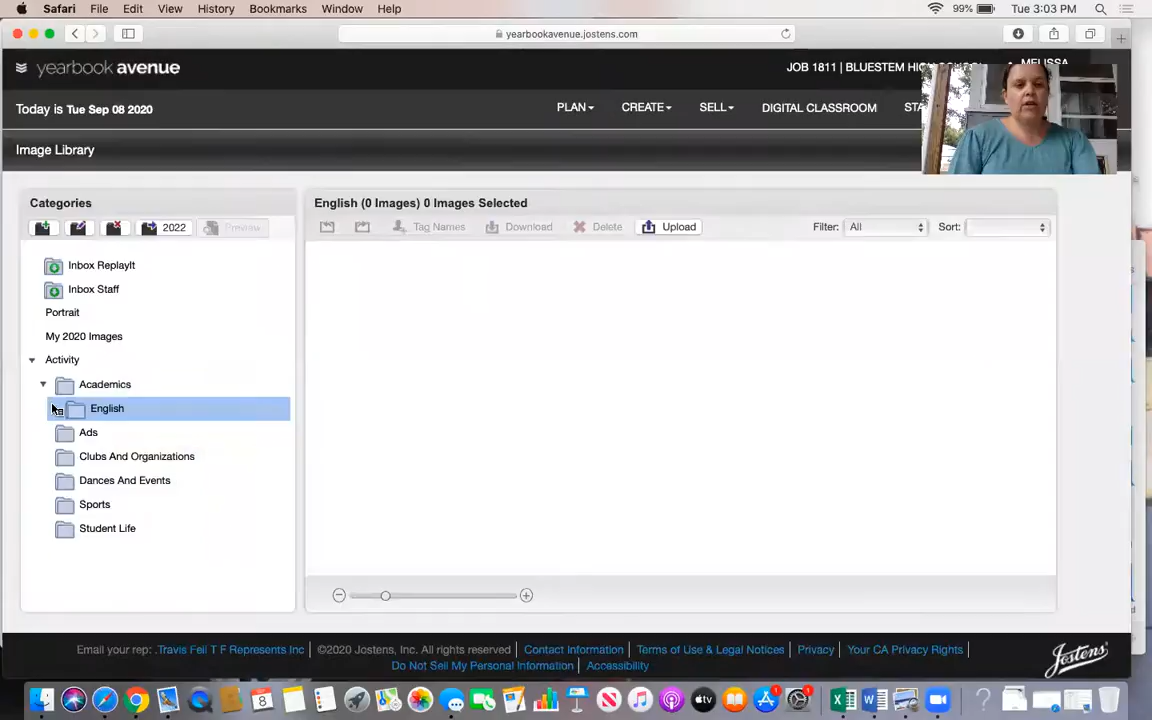 Safari File Edit View History Bookmarks Window Help 99% Tue 3:03 PM
yearbookavenue.jostens.com
yearbook avenue JOB 1811 | BLUESTEM HIGH MELISSA
Today is Tue Sep 08 2020 PLAN CREATE SELL DIGITAL CLASSROOM STA
Image Library
Categories
2022 Preview
Inbox ReplayIt
Inbox Staff
Portrait
My 2020 Images
Activity
Academics
English
Ads
Clubs And Organizations
Dances And Events
Sports
Student Life
English (0 Images) 0 Images Selected
Tag Names Download Delete Upload Filter: All Sort:
Email your rep: .Travis Feil T F Represents Inc ©2020 Jostens, Inc. All rights reserved Contact Information Terms of Use & Legal Notices Privacy Your CA Privacy Rights
Do Not Sell My Personal Information Accessibility
Jostens